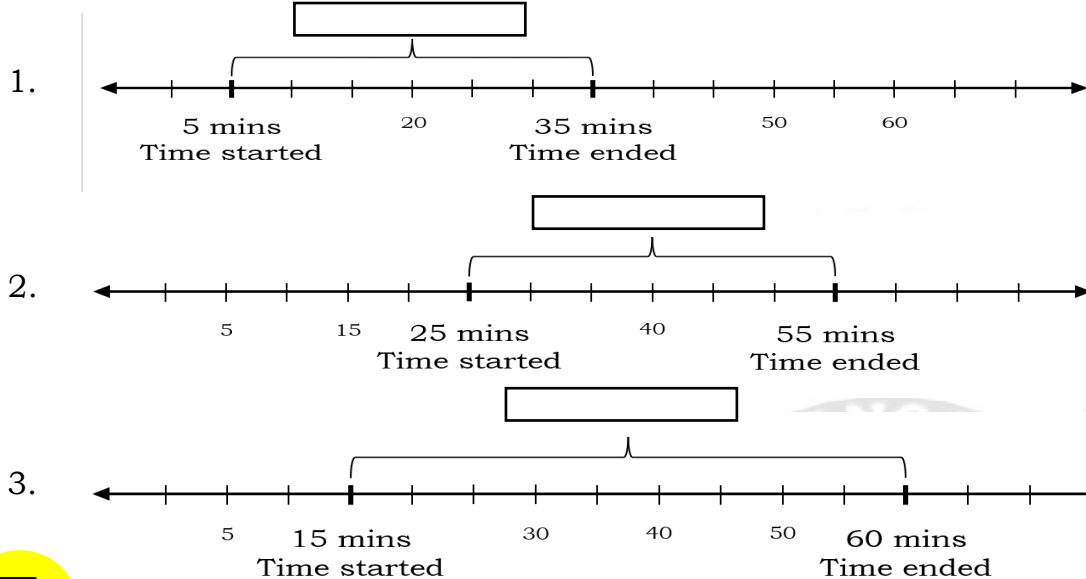 1.
5 mins 20 35 mins 50 60
Time started Time ended
2.
5 15 25 mins 40 55 mins
Time started Time ended
3.
5 15 mins 30 40 50 60 mins
Time started Time ended